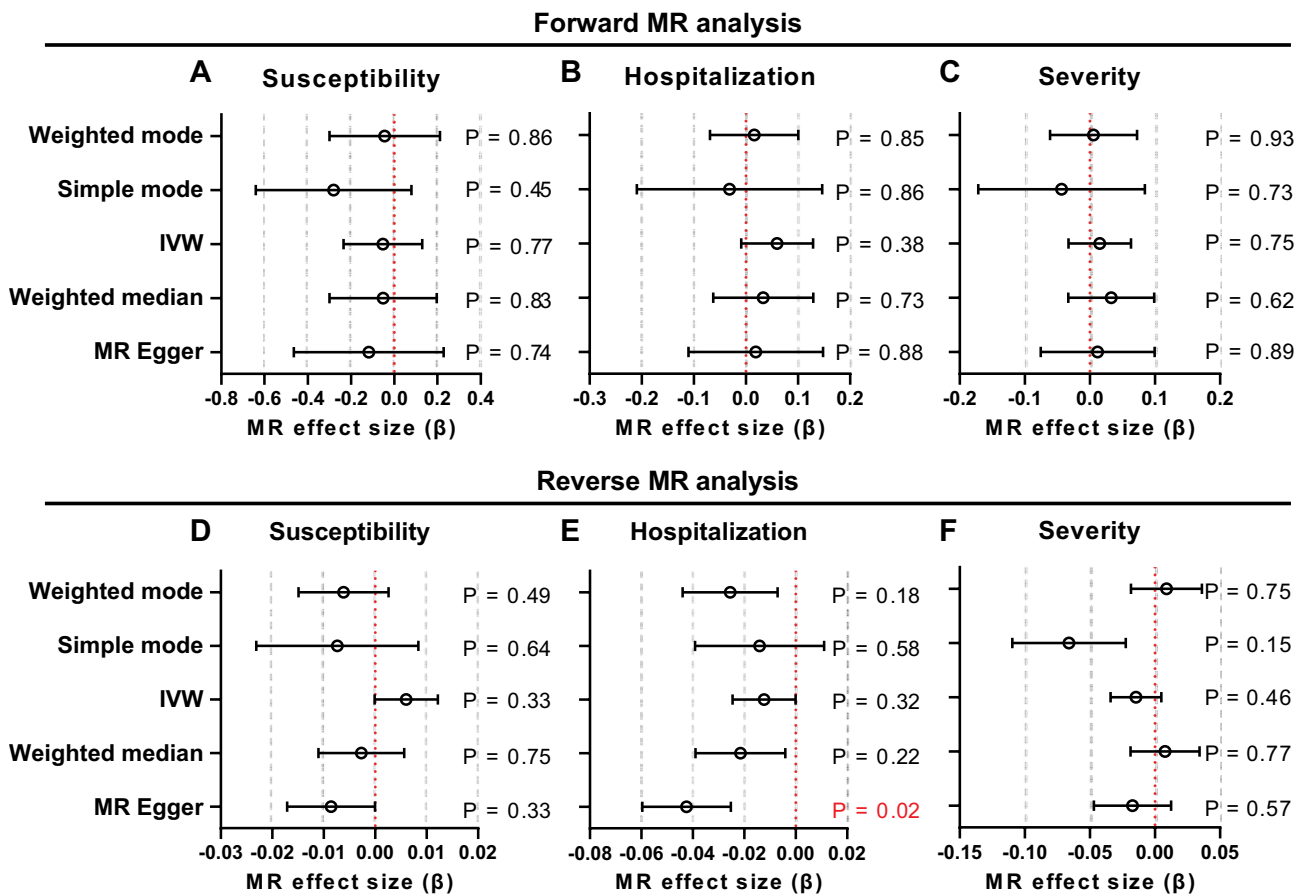 Forward MR analysis
A Susceptibility B Hospitalization C Severity
Weighted mode P = 0.86 P = 0.85 P = 0.93
Simple mode P = 0.45 P = 0.86 P = 0.73
IVW P = 0.77 P = 0.38 P = 0.75
Weighted median P = 0.83 P = 0.73 P = 0.62
MR Egger P = 0.74 P = 0.88 P = 0.89
-0.8 -0.6 -0.4 -0.2 0.0 0.2 0.4 -0.3 -0.2 -0.1 0.0 0.1 0.2 -0.2 -0.1 0.0 0.1 0.2
MR effect size (β) MR effect size (β) MR effect size (β)
Reverse MR analysis
D Susceptibility E Hospitalization F Severity
Weighted mode P = 0.49 P = 0.18 P = 0.75
Simple mode P = 0.64 P = 0.58 P = 0.15
IVW P = 0.33 P = 0.32 P = 0.46
Weighted median P = 0.75 P = 0.22 P = 0.77
MR Egger P = 0.33 P = 0.02 P = 0.57
-0.03 -0.02 -0.01 0.00 0.01 0.02 -0.08 -0.06 -0.04 -0.02 0.00 0.02 -0.15 -0.10 -0.05 0.00 0.05
MR effect size (β) MR effect size (β) MR effect size (β)